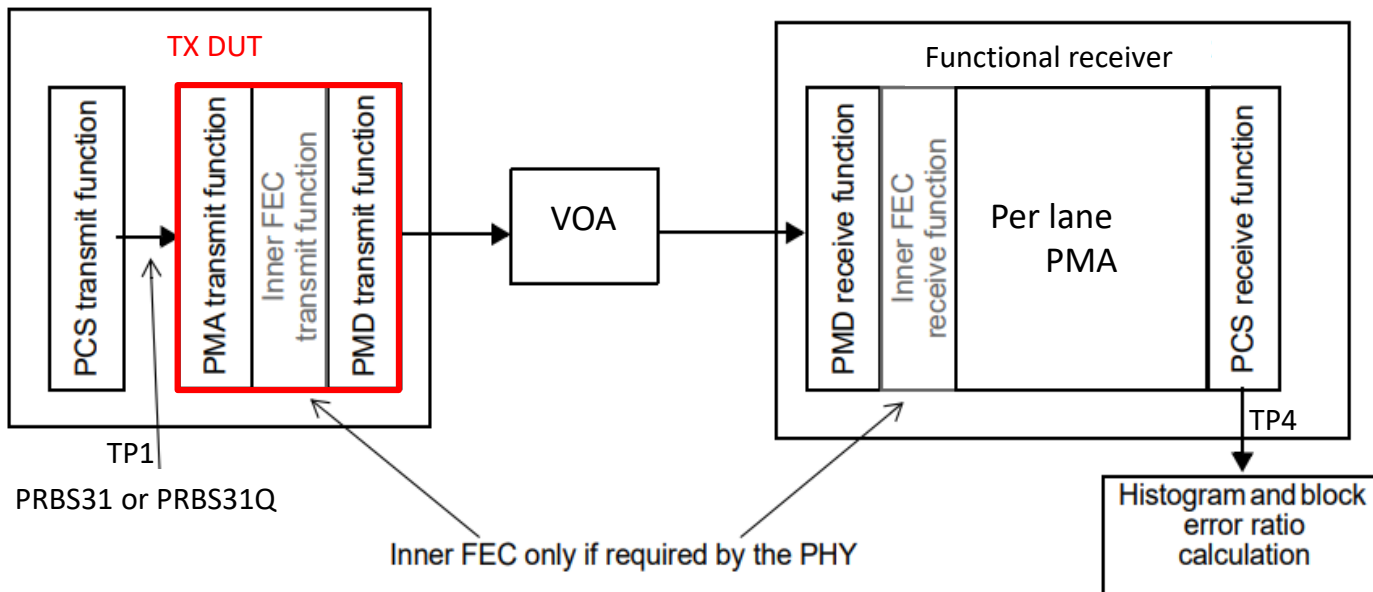 TX DUT
PCS transmit function
PMA transmit function
Inner FEC
transmit function
PMD transmit function
VOA
Functional receiver
PMD receive function
Inner FEC
receive function
Per lane
PMA
PCS receive function
TP1
PRBS31 or PRBS31Q
TP4
Inner FEC only if required by the PHY
Histogram and block
error ratio
calculation